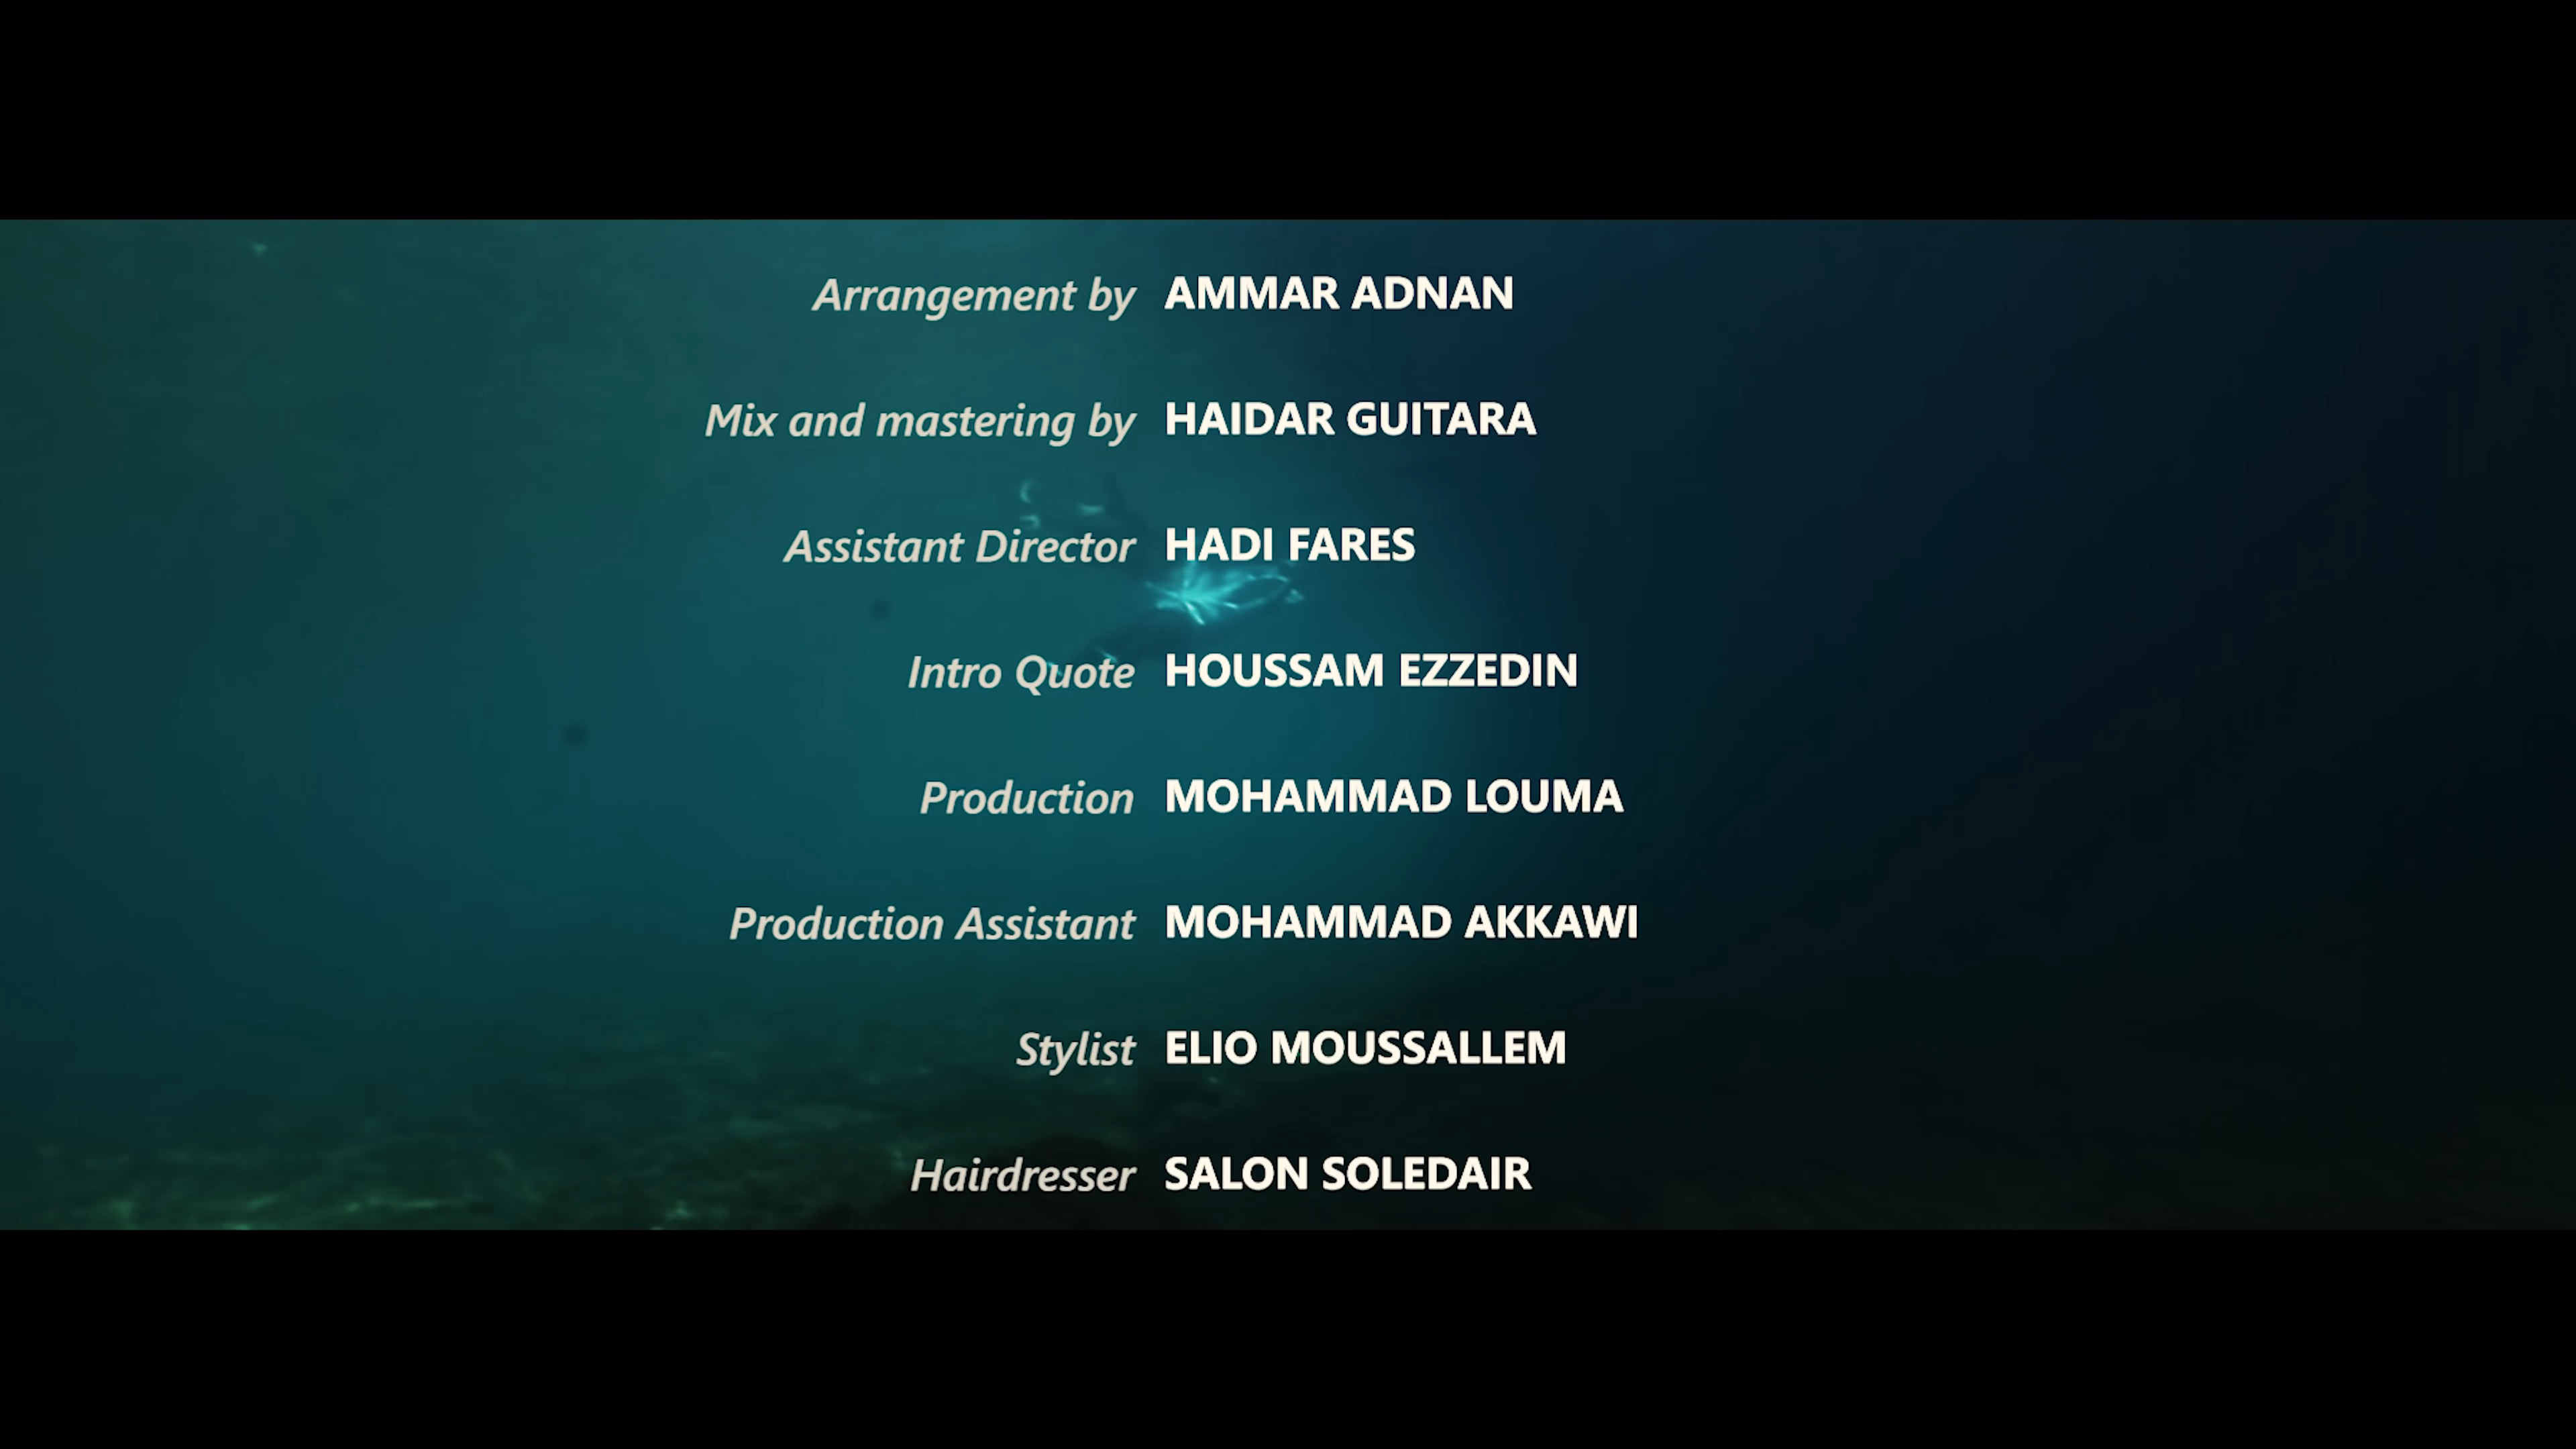 Arrangement by AMMAR ADNAN
Mix and mastering by HAIDAR GUITARA
Assistant Director HADI FARES
Intro Quote HOUSSAM EZZEDIN
Production MOHAMMAD LOUMA
Production Assistant MOHAMMAD AKKAWI
Stylist ELIO MOUSSALLEM
Hairdresser SALON SOLEDAIR